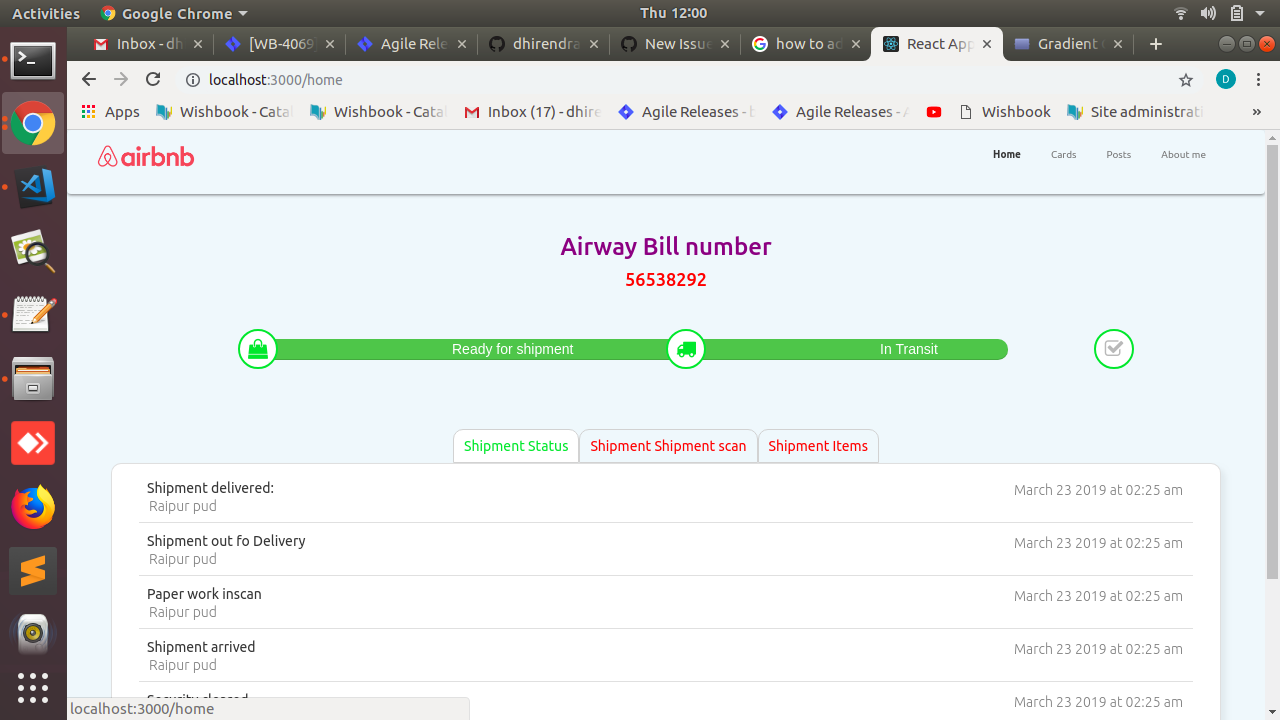 Activities Google Chrome Thu 12:00
Inbox - dh [WB-4069] Agile Rele dhirendra New Issue how to ad React App Gradient
localhost:3000/home D
Apps Wishbook - Cata Wishbook - Cata Inbox (17) - dhire Agile Releases - b Agile Releases - A Wishbook Site administrati »
airbnb Home Cards Posts About me
Airway Bill number
56538292
Ready for shipment In Transit
Shipment Status Shipment Shipment scan Shipment Items
Shipment delivered: March 23 2019 at 02:25 am
Raipur pud
Shipment out fo Delivery March 23 2019 at 02:25 am
Raipur pud
Paper work inscan March 23 2019 at 02:25 am
Raipur pud
Shipment arrived March 23 2019 at 02:25 am
Raipur pud
Security cleared March 23 2019 at 02:25 am
localhost:3000/home